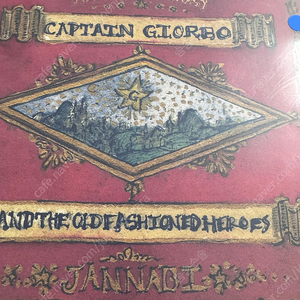 CAPTAIN GIORBO
AND THE OLD FASHIONED HEROES
JANNABI